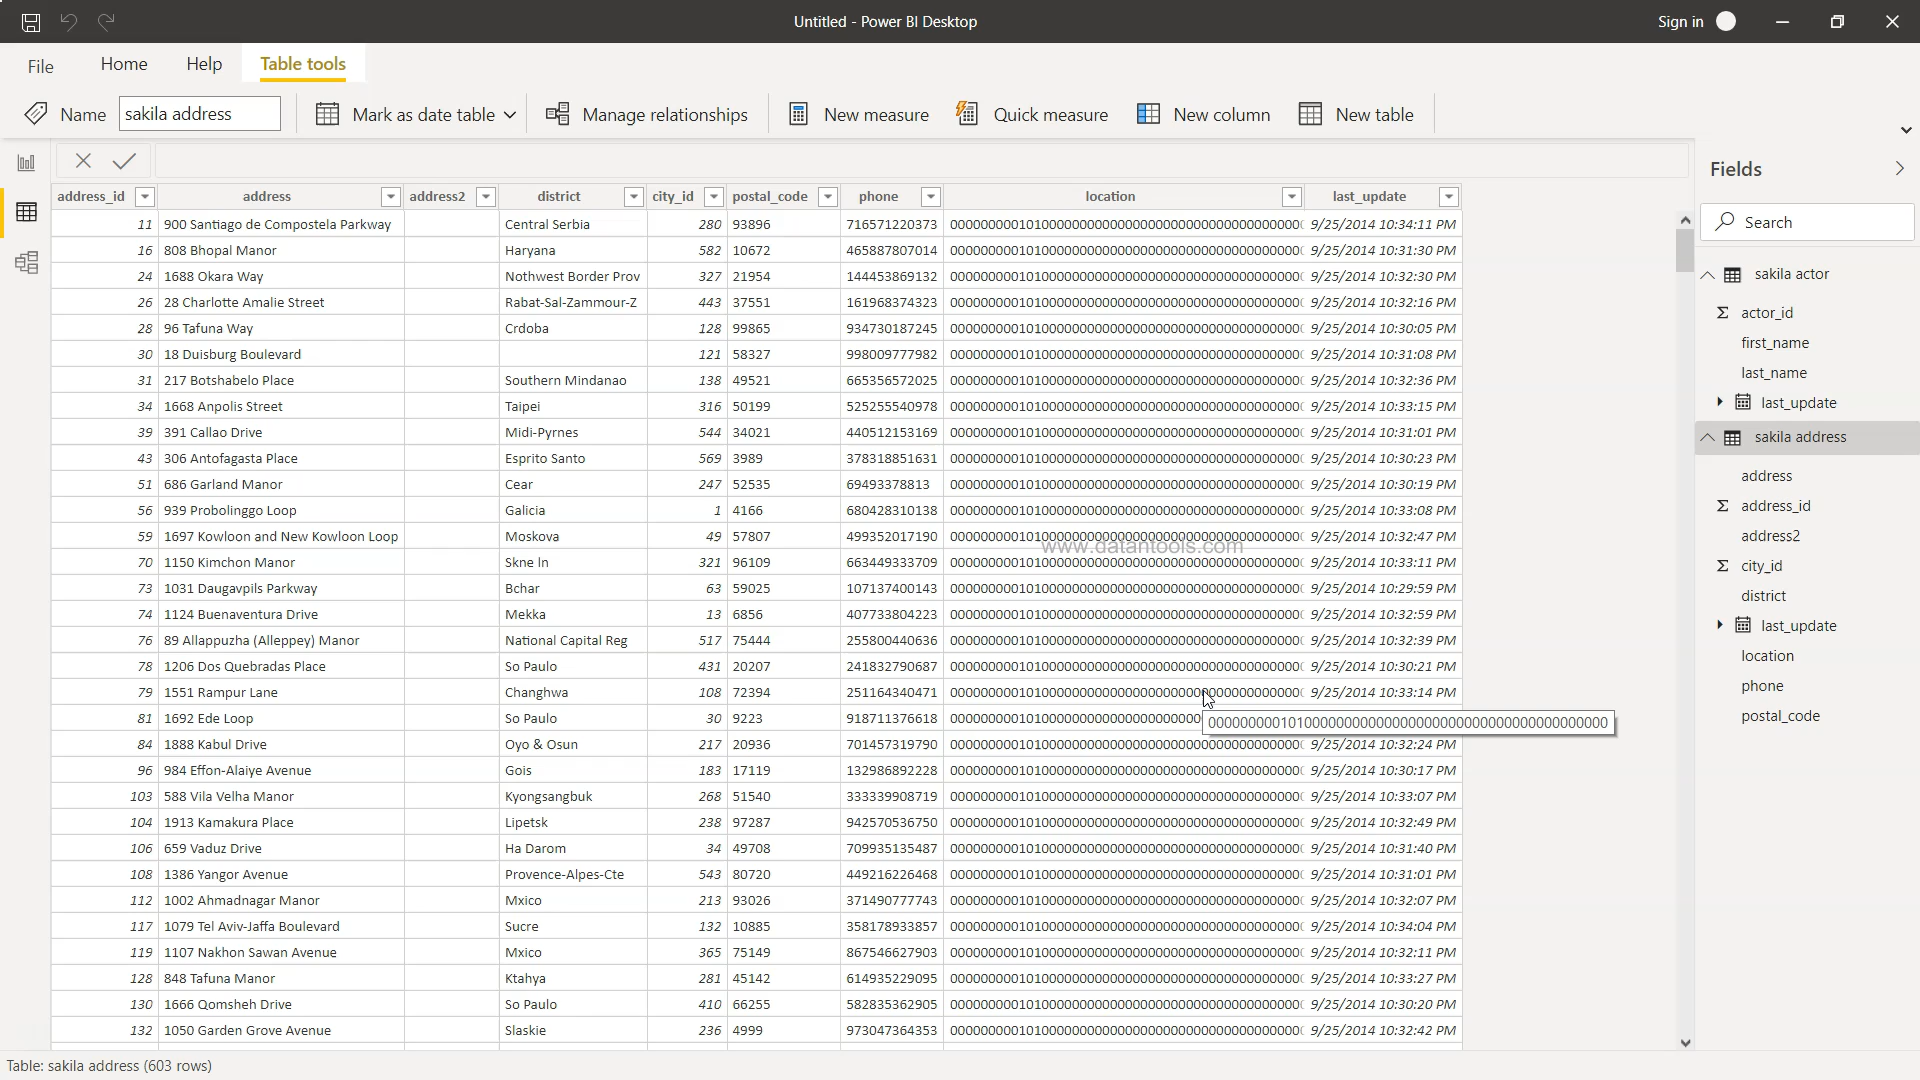 Untitled - Power BI Desktop
Sign in
File Home Help Table tools
Name sakila address Mark as date table Manage relationships New measure Quick measure New column New table
address_id address address2 district city_id postal_code phone location last_update
11 900 Santiago de Compostela Parkway Central Serbia 280 93896 716571220373 9/25/2014 10:34:11 PM
16 808 Bhopal Manor Haryana 582 10672 465887807014 9/25/2014 10:31:30 PM
24 1688 Okara Way Nothwest Border Prov 327 21954 144453869132 9/25/2014 10:32:30 PM
26 28 Charlotte Amalie Street Rabat-Sal-Zammour-Z 443 37551 161968374323 9/25/2014 10:32:16 PM
28 96 Tafuna Way Crdoba 128 99865 934730187245 9/25/2014 10:30:05 PM
30 18 Duisburg Boulevard 121 58327 998009777982 9/25/2014 10:31:08 PM
31 217 Botshabelo Place Southern Mindanao 138 49521 665356572025 9/25/2014 10:32:36 PM
34 1668 Anpolis Street Taipei 316 50199 525255540978 9/25/2014 10:33:15 PM
39 391 Callao Drive Midi-Pyrnes 544 34021 440512153169 9/25/2014 10:31:01 PM
43 306 Antofagasta Place Esprito Santo 569 3989 378318851631 9/25/2014 10:30:23 PM
51 686 Garland Manor Cear 247 52535 69493378813 9/25/2014 10:30:19 PM
56 939 Probolinggo Loop Galicia 1 4166 680428310138 9/25/2014 10:33:08 PM
59 1697 Kowloon and New Kowloon Loop Moskova 49 57807 499352017190 9/25/2014 10:32:47 PM
www.datantools.com
70 1150 Kimchon Manor Skne ln 321 96109 663449333709 9/25/2014 10:33:11 PM
73 1031 Daugavpils Parkway Bchar 63 59025 107137400143 9/25/2014 10:29:59 PM
74 1124 Buenaventura Drive Mekka 13 6856 407733804223 9/25/2014 10:32:59 PM
76 89 Allappuzha (Alleppey) Manor National Capital Reg 517 75444 255800440636 9/25/2014 10:32:39 PM
78 1206 Dos Quebradas Place So Paulo 431 20207 241832790687 9/25/2014 10:30:21 PM
79 1551 Rampur Lane Changhwa 108 72394 251164340471 9/25/2014 10:33:14 PM
81 1692 Ede Loop So Paulo 30 9223 918711376618
84 1888 Kabul Drive Oyo & Osun 217 20936 701457319790 9/25/2014 10:32:24 PM
96 984 Effon-Alaiye Avenue Gois 183 17119 132986892228 9/25/2014 10:30:17 PM
103 588 Vila Velha Manor Kyongsangbuk 268 51540 333339908719 9/25/2014 10:33:07 PM
104 1913 Kamakura Place Lipetsk 238 97287 942570536750 9/25/2014 10:32:49 PM
106 659 Vaduz Drive Ha Darom 34 49708 709935135487 9/25/2014 10:31:40 PM
108 1386 Yangor Avenue Provence-Alpes-Cte 543 80720 449216226468 9/25/2014 10:31:01 PM
112 1002 Ahmadnagar Manor Mxico 213 93026 371490777743 9/25/2014 10:32:07 PM
117 1079 Tel Aviv-Jaffa Boulevard Sucre 132 10885 358178933857 9/25/2014 10:34:04 PM
119 1107 Nakhon Sawan Avenue Mxico 365 75149 867546627903 9/25/2014 10:32:11 PM
128 848 Tafuna Manor Ktahya 281 45142 614935229095 9/25/2014 10:33:27 PM
130 1666 Qomsheh Drive So Paulo 410 66255 582835362905 9/25/2014 10:30:20 PM
132 1050 Garden Grove Avenue Slaskie 236 4999 973047364353 9/25/2014 10:32:42 PM
Table: sakila address (603 rows)
Fields
Search
sakila actor
actor_id
first_name
last_name
last_update
sakila address
address
address_id
address2
city_id
district
last_update
location
phone
postal_code